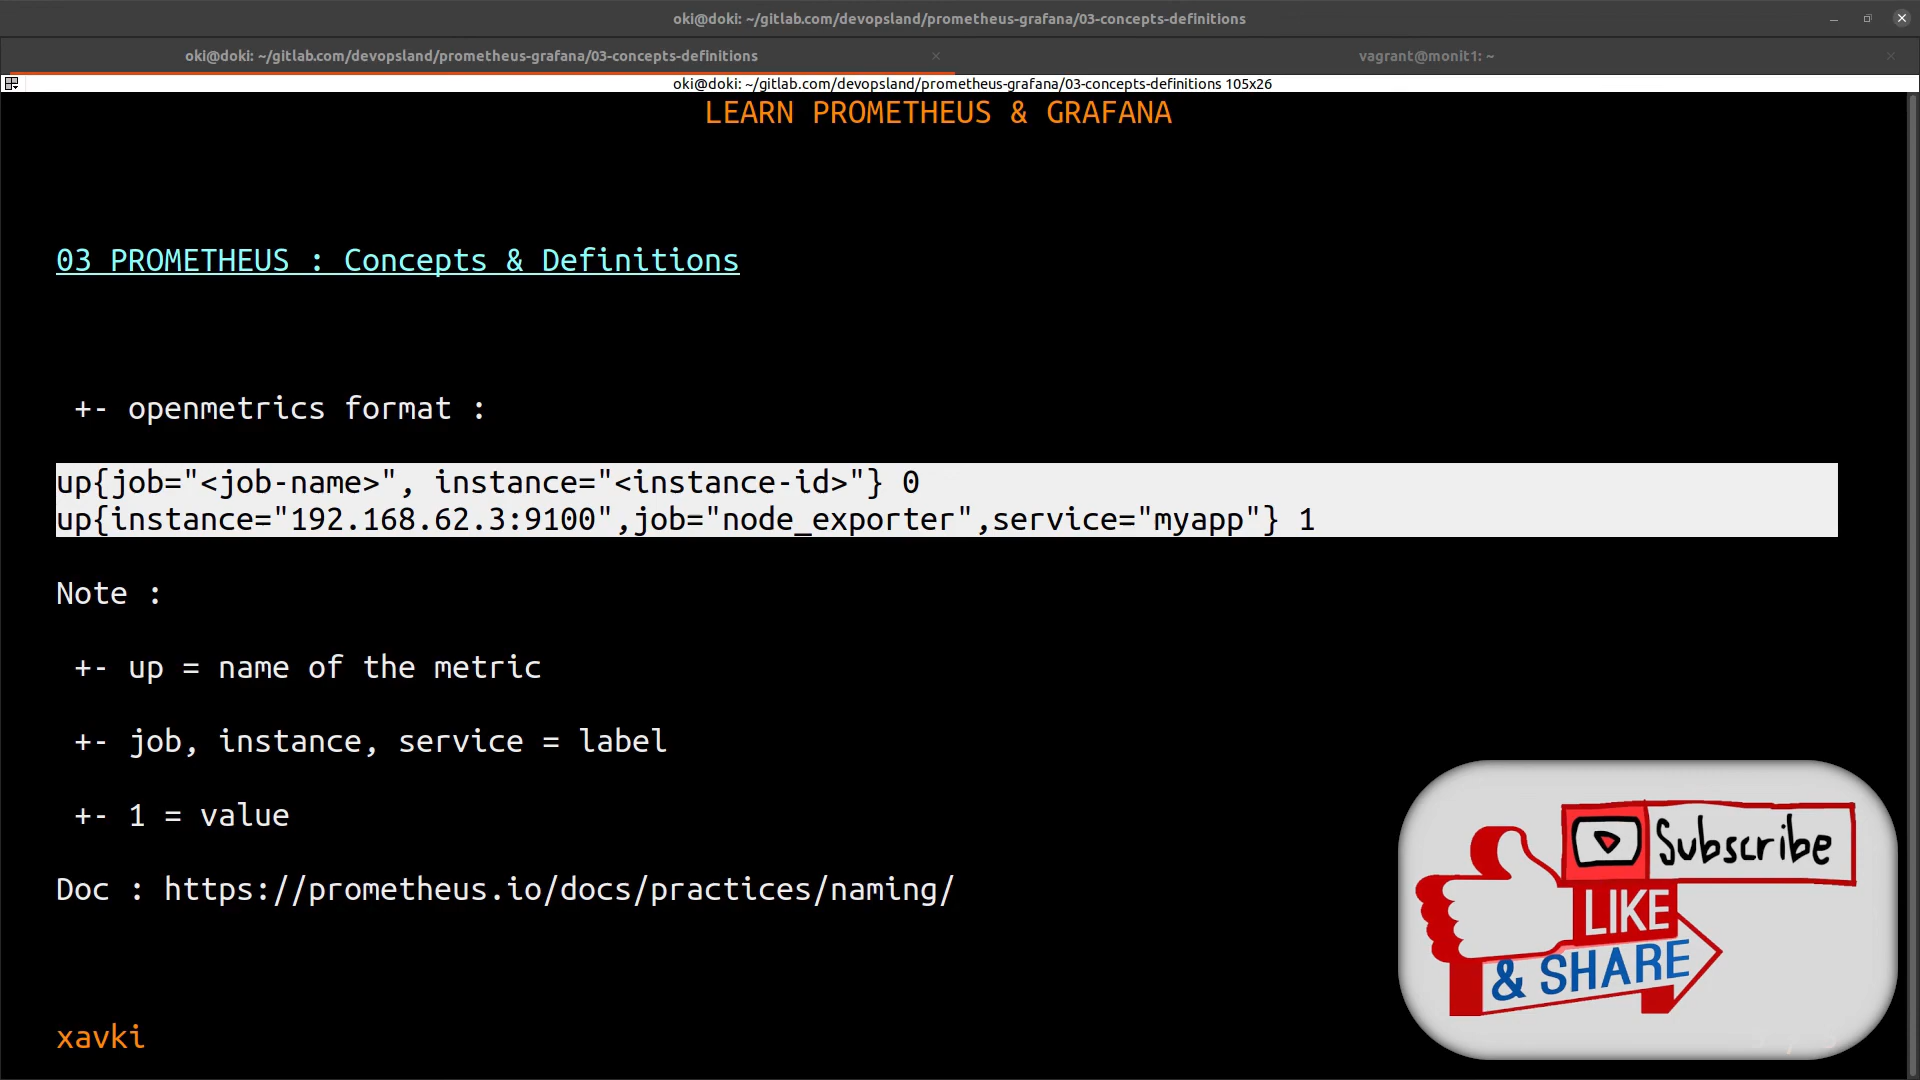 oki@doki: ~/gitlab.com/devopsland/prometheus-grafana/03-concepts-definitions
oki@doki: ~/gitlab.com/devopsland/prometheus-grafana/03-concepts-definitions
vagrant@monit1: ~
oki@doki: ~/gitlab.com/devopsland/prometheus-grafana/03-concepts-definitions 105x26
LEARN PROMETHEUS & GRAFANA
03 PROMETHEUS : Concepts & Definitions
+- openmetrics format :
up{job="<job-name>", instance="<instance-id>"} 0
up{instance="192.168.62.3:9100",job="node_exporter",service="myapp"} 1
Note :
+- up = name of the metric
+- job, instance, service = label
+- 1 = value
Doc : https://prometheus.io/docs/practices/naming/
Subscribe
LIKE
& SHARE
xavki